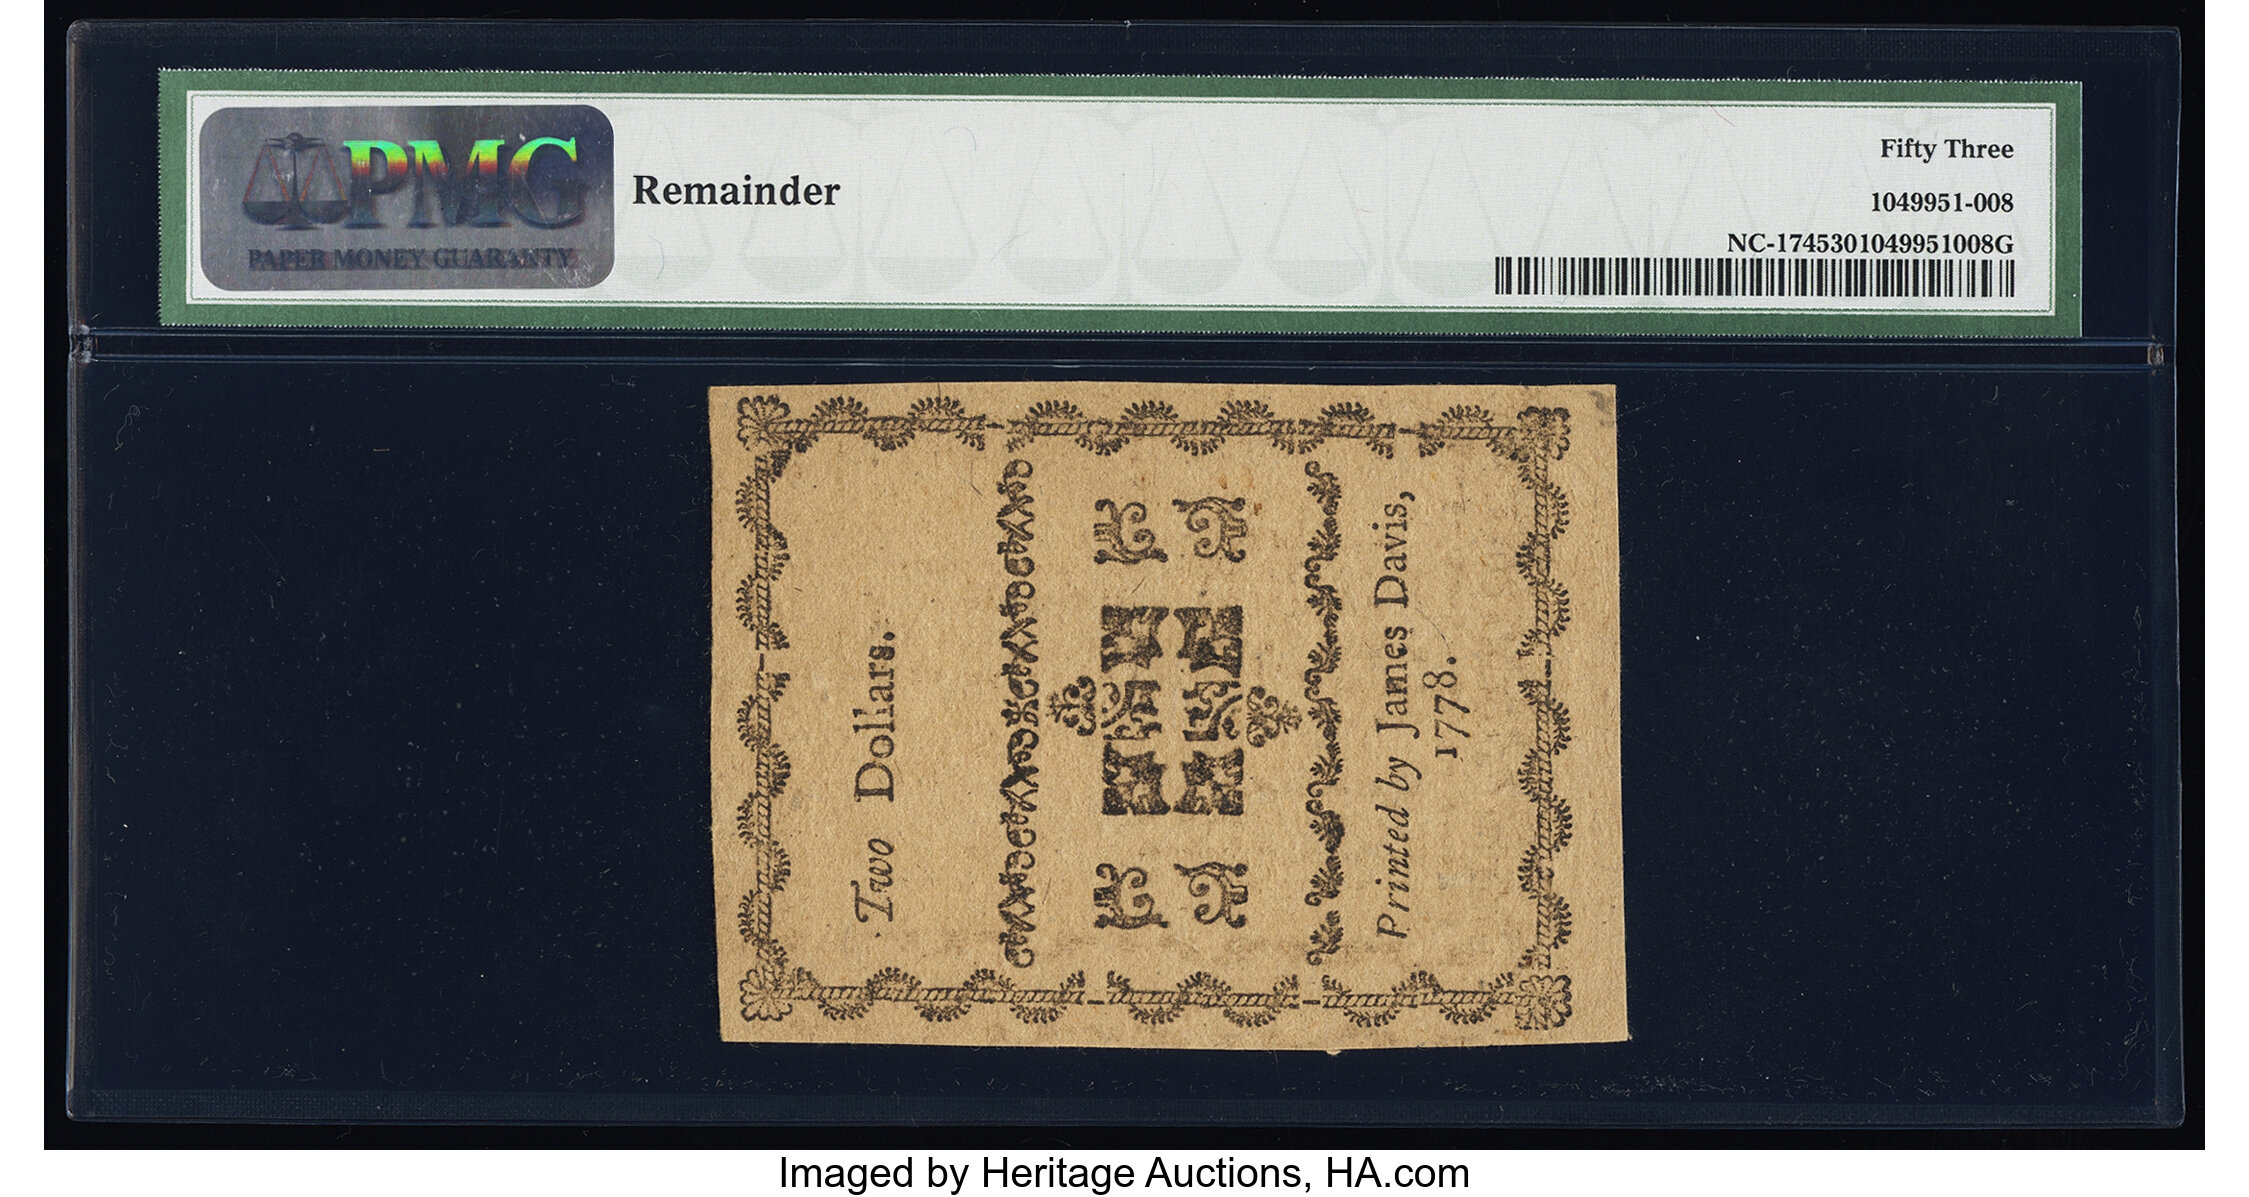 PMG
PAPER MONEY GUARANTY
Remainder
Fifty Three
1049951-008
NC-1745301049951008G
Two Dollars.
Printed by James Davis,
1778.
Imaged by Heritage Auctions, HA.com